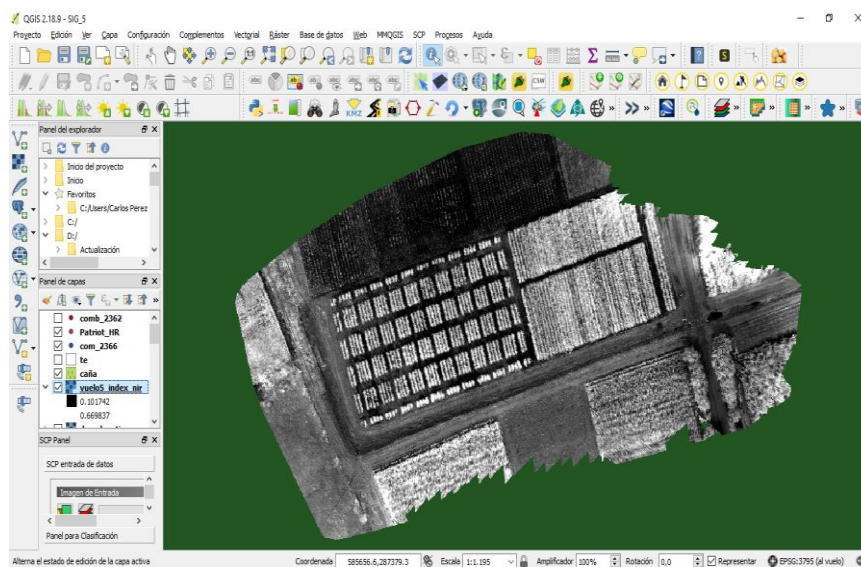 QGIS 2.18.9 - SIG_5
Proyecto Edición Ver Capa Configuración Complementos Vectorial Ráster Base de datos Web MMQGIS SCP Procesos Ayuda
CSW
KMZ
Panel del explorador
Inicio del proyecto
Inicio
Favoritos
C:/Users/Carlos Perez
C:/
D:/
Actualización
Panel de capas
comb_2362
Patriot_HR
com_2366
te
caña
vuelo5_index_nir
0.101742
0.669837
SCP Panel
SCP entrada de datos
Imagen de Entrada
Panel para Clasificación
Alterna el estado de edición de la capa activa
Coordenada 585656.6,287379.3 Escala 1:1.195 Amplificador 100% Rotación 0,0 Representar EPSG:3795 (al vuelo)